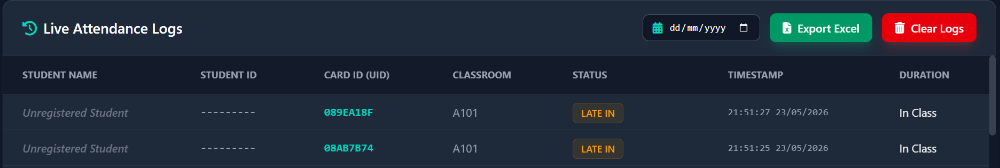 Live Attendance Logs dd/mm/yyyy Export Excel Clear Logs
STUDENT NAME STUDENT ID CARD ID (UID) CLASSROOM STATUS TIMESTAMP DURATION
Unregistered Student --------- 089EA18F A101 LATE IN 21:51:27 23/05/2026 In Class
Unregistered Student --------- 08AB7B74 A101 LATE IN 21:51:25 23/05/2026 In Class